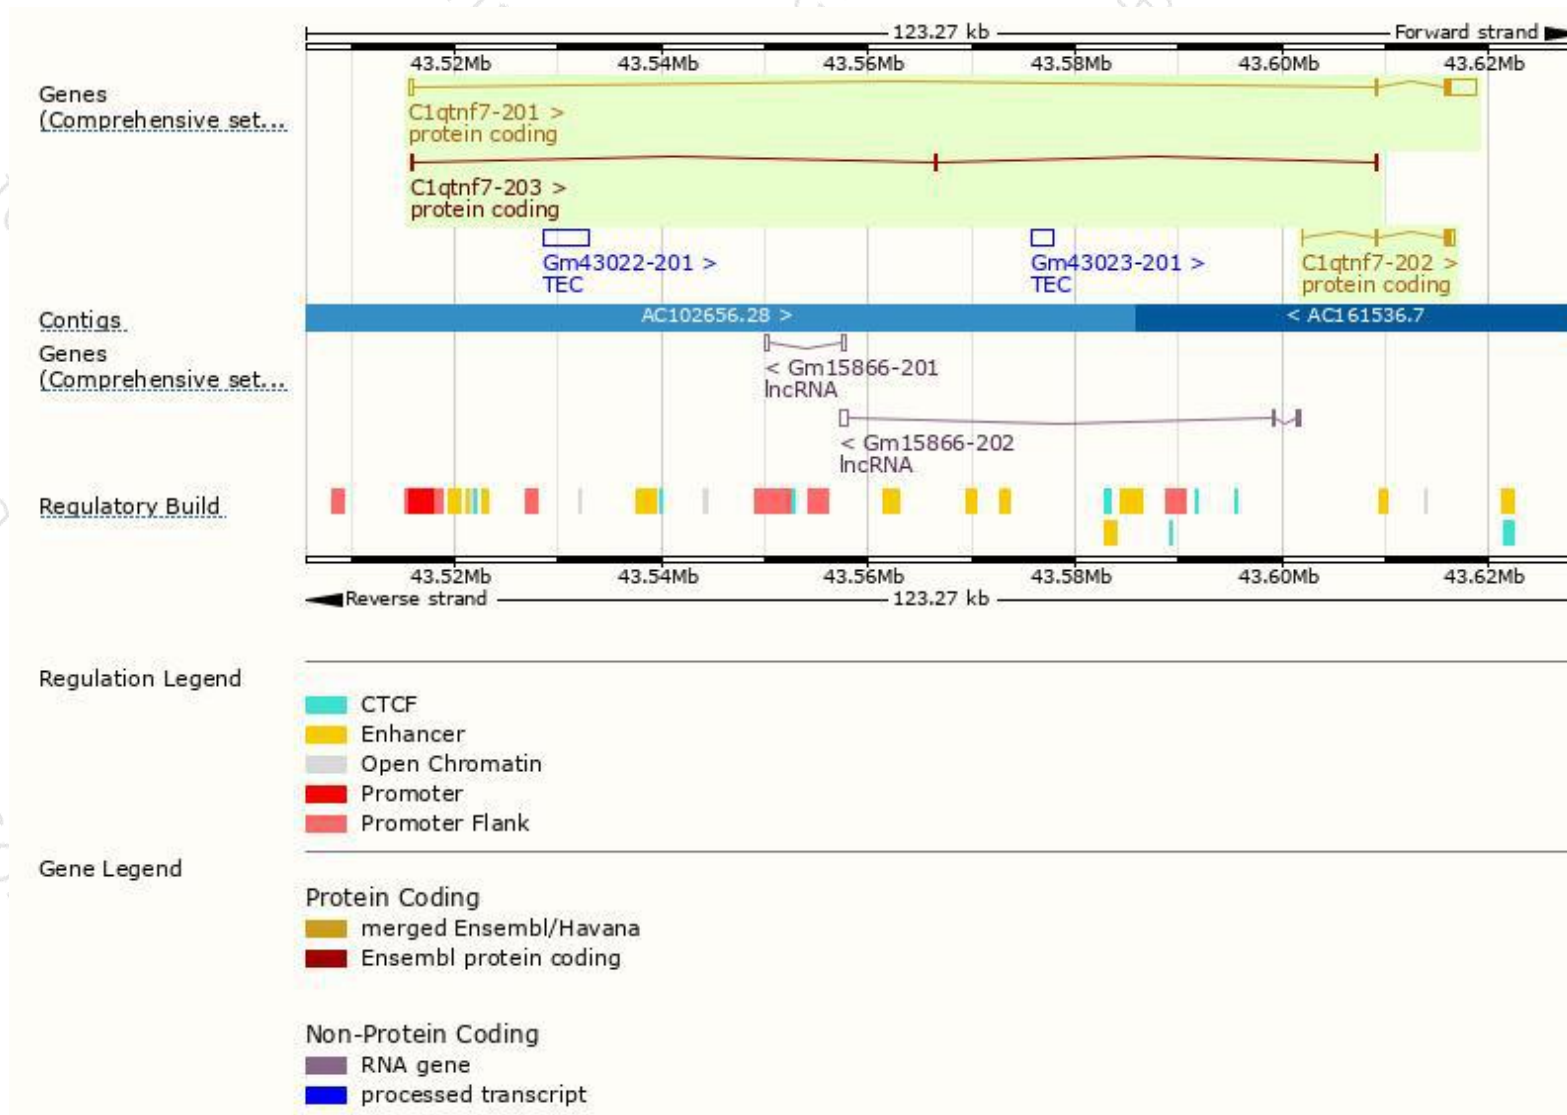 123.27 kb
Forward strand
43.52Mb 43.54Mb 43.56Mb 43.58Mb 43.60Mb 43.62Mb
Genes
(Comprehensive set...
C1qtnf7-201 >
protein coding
C1qtnf7-203 >
protein coding
Gm43022-201 >
TEC
Gm43023-201 >
TEC
C1qtnf7-202 >
protein coding
Contigs
AC102656.28 >
< AC161536.7
Genes
(Comprehensive set...
< Gm15866-201
lncRNA
< Gm15866-202
lncRNA
Regulatory Build
43.52Mb 43.54Mb 43.56Mb 43.58Mb 43.60Mb 43.62Mb
Reverse strand
123.27 kb
Regulation Legend
CTCF
Enhancer
Open Chromatin
Promoter
Promoter Flank
Gene Legend
Protein Coding
merged Ensembl/Havana
Ensembl protein coding
Non-Protein Coding
RNA gene
processed transcript